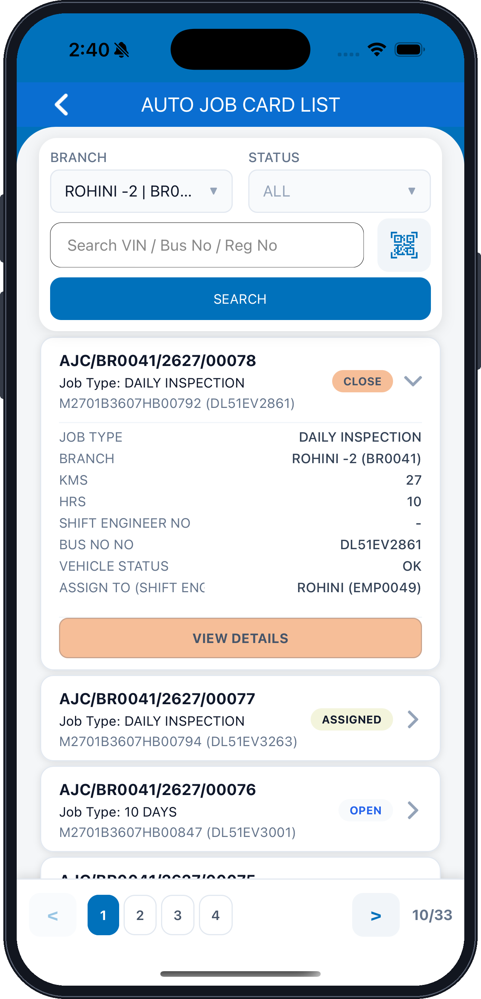 2:40
AUTO JOB CARD LIST
BRANCH STATUS
ROHINI -2 | BR0... ▼ ALL ▼
Search VIN / Bus No / Reg No
SEARCH
AJC/BR0041/2627/00078
Job Type: DAILY INSPECTION
CLOSE
M2701B3607HB00792 (DL51EV2861)
JOB TYPE DAILY INSPECTION
BRANCH ROHINI -2 (BR0041)
KMS 27
HRS 10
SHIFT ENGINEER NO -
BUS NO NO DL51EV2861
VEHICLE STATUS OK
ASSIGN TO (SHIFT ENG ROHINI (EMP0049)
VIEW DETAILS
AJC/BR0041/2627/00077
Job Type: DAILY INSPECTION
ASSIGNED
M2701B3607HB00794 (DL51EV3263)
AJC/BR0041/2627/00076
Job Type: 10 DAYS
OPEN
M2701B3607HB00847 (DL51EV3001)
AJC/BR0041/2627/00075
< 1 2 3 4 > 10/33